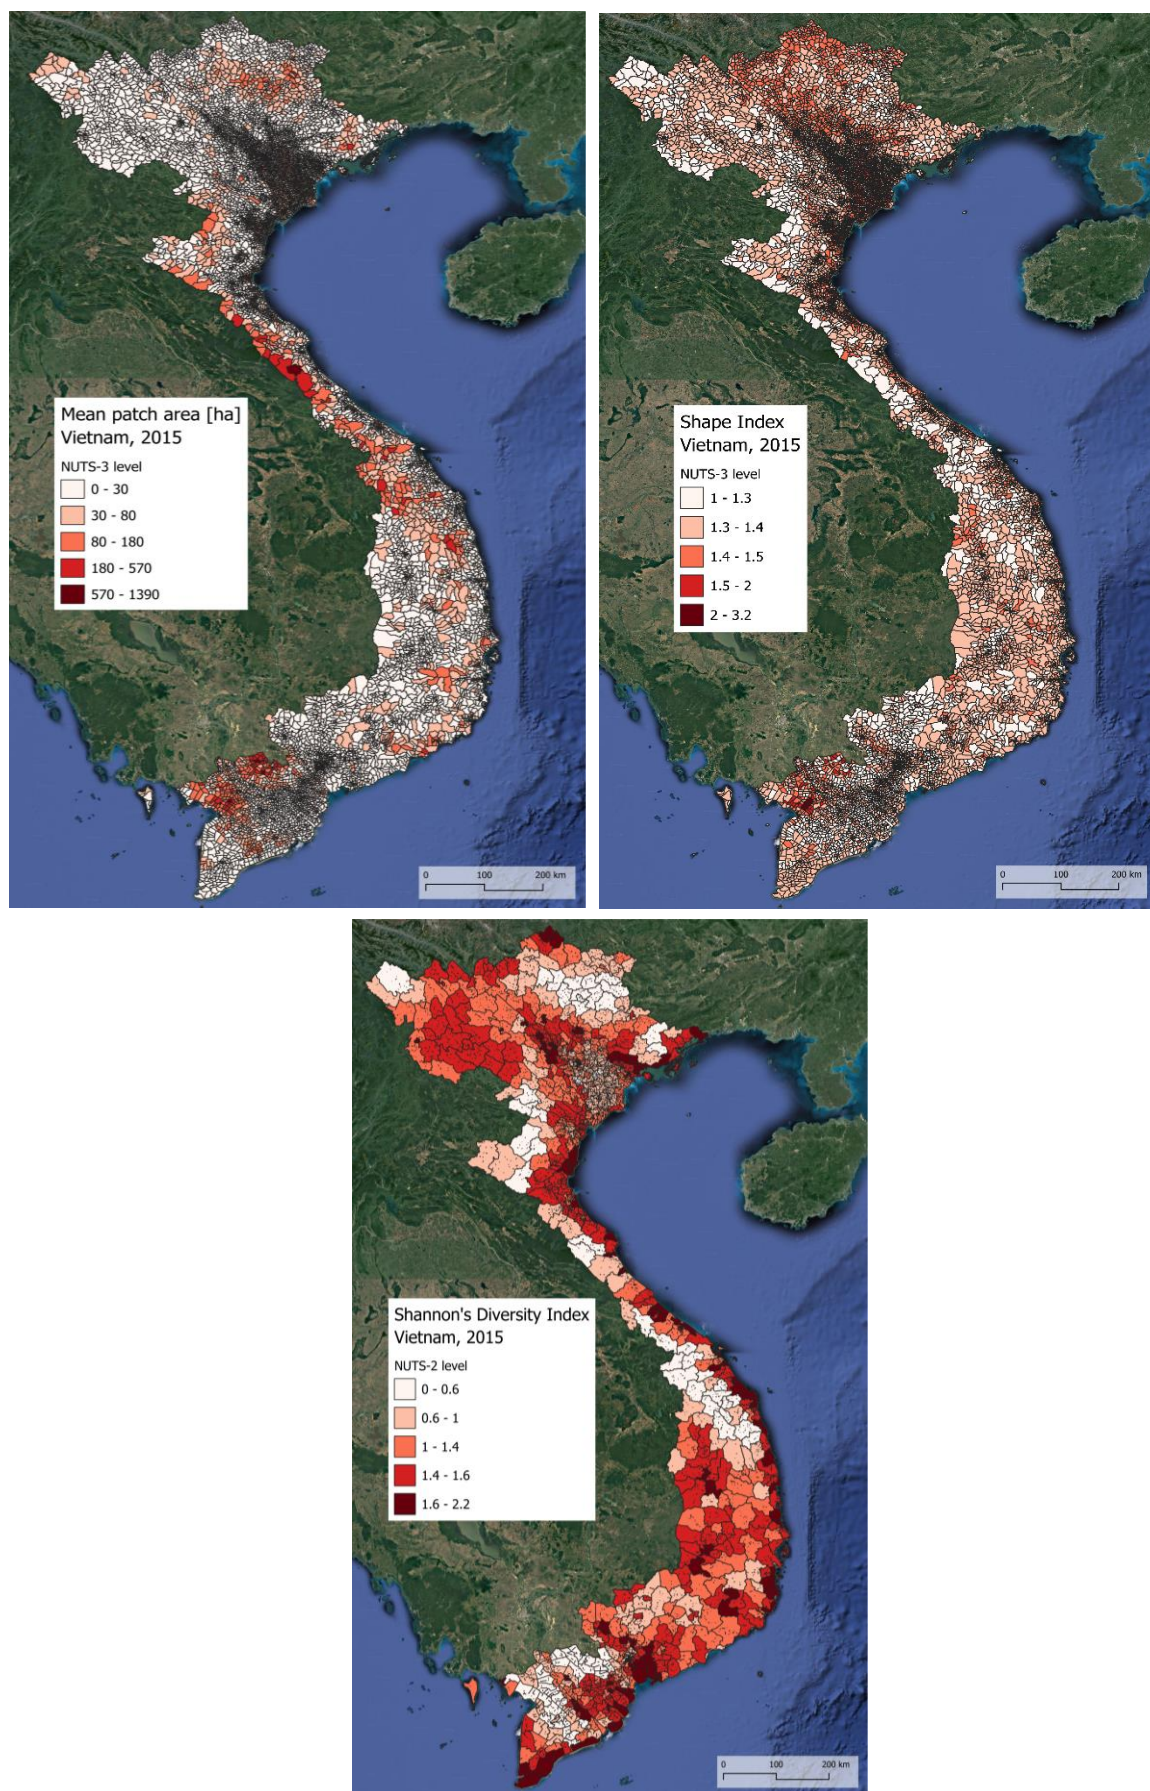 Mean patch area [ha]
Vietnam, 2015
NUTS-3 level
0 - 30
30 - 80
80 - 180
180 - 570
570 - 1390
0 100 200 km
Shape Index
Vietnam, 2015
NUTS-3 level
1 - 1.3
1.3 - 1.4
1.4 - 1.5
1.5 - 2
2 - 3.2
0 100 200 km
Shannon's Diversity Index
Vietnam, 2015
NUTS-2 level
0 - 0.6
0.6 - 1
1 - 1.4
1.4 - 1.6
1.6 - 2.2
0 100 200 km